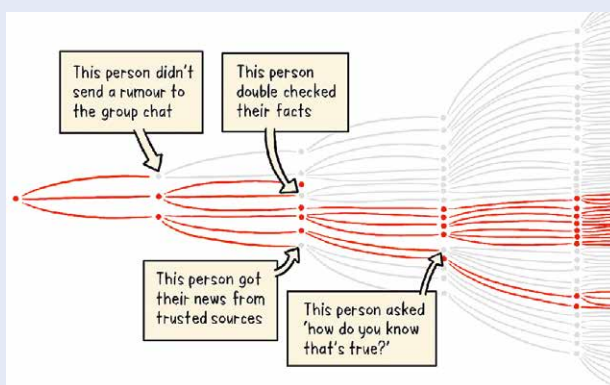 This person didn't
send a rumour to
the group chat
This person
double checked
their facts
This person got
their news from
trusted sources
This person asked
'how do you know
that's true?'